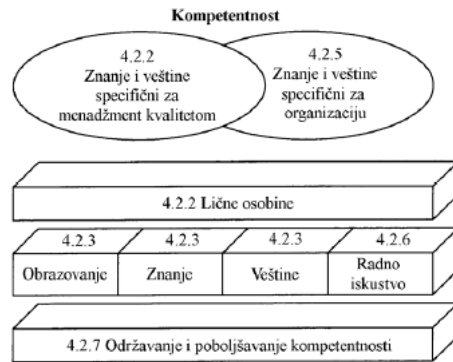 Kompetentnost
4.2.2
Znanje i veštine
specifični za
menadžment kvalitetom
4.2.5
Znanje i veštine
specifični za
organizaciju
4.2.2 Lične osobine
4.2.3
4.2.3
4.2.3
4.2.6
Obrazovanje
Znanje
Veštine
Radno
iskustvo
4.2.7 Održavanje i poboljšavanje kompetentnosti